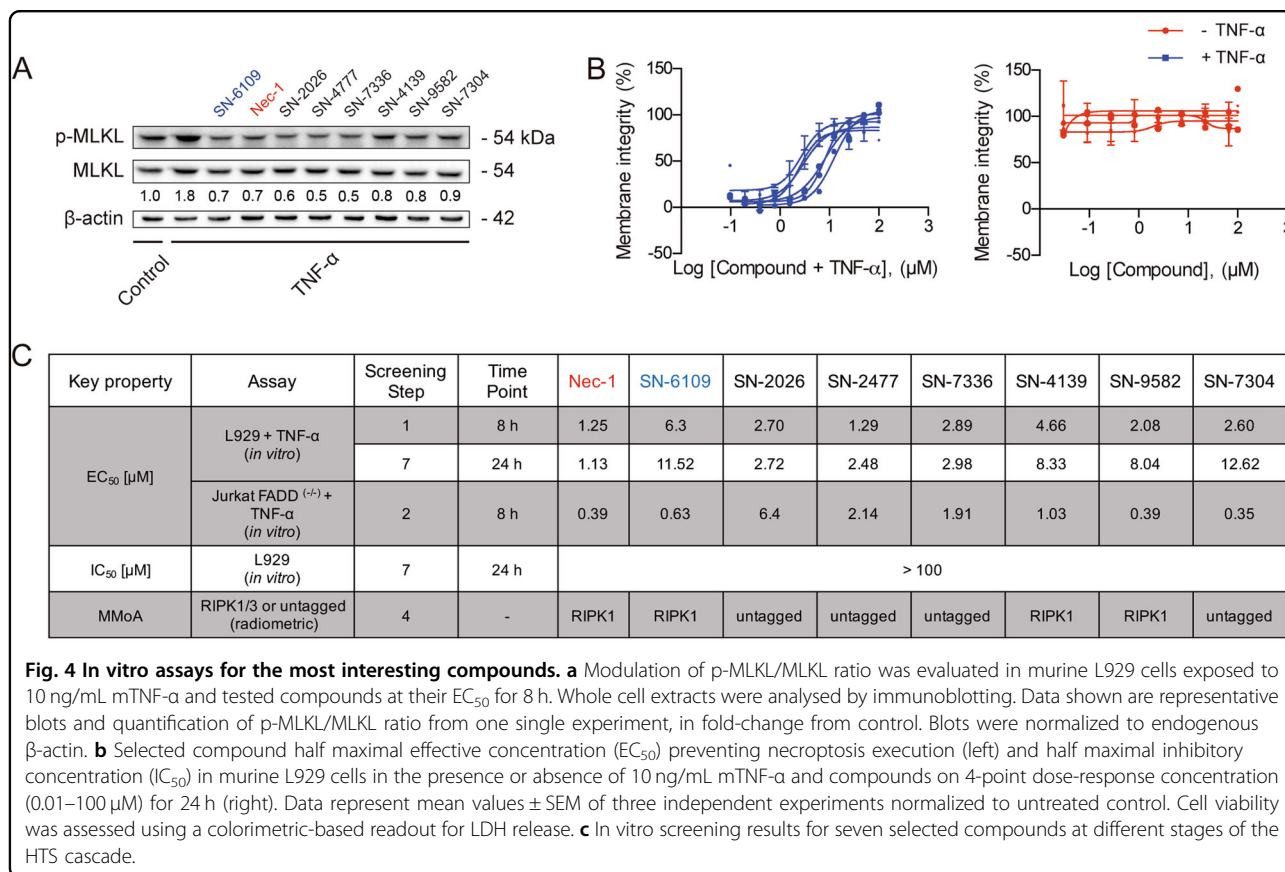 A
SN-6109
Nec-1
SN-2026
SN-4777
SN-7336
SN-4139
SN-9582
SN-7304
p-MLKL
- 54 kDa
MLKL
- 54
1.0 1.8 0.7 0.7 0.6 0.5 0.5 0.8 0.8 0.9
β-actin
- 42
Control
TNF-α
B
- TNF-α
+ TNF-α
Membrane integrity (%)
150
100
50
0
-50
-1 0 1 2 3
Log [Compound + TNF-α], (µM)
Membrane integrity (%)
150
100
50
0
-50
-1 0 1 2 3
Log [Compound], (µM)
C
Key property Assay Screening Step Time Point Nec-1 SN-6109 SN-2026 SN-2477 SN-7336 SN-4139 SN-9582 SN-7304
EC₅₀ [µM] L929 + TNF-α (in vitro) 1 8 h 1.25 6.3 2.70 1.29 2.89 4.66 2.08 2.60
7 24 h 1.13 11.52 2.72 2.48 2.98 8.33 8.04 12.62
Jurkat FADD (-/-) + TNF-α (in vitro) 2 8 h 0.39 0.63 6.4 2.14 1.91 1.03 0.39 0.35
IC₅₀ [µM] L929 (in vitro) 7 24 h > 100
MMoA RIPK1/3 or untagged (radiometric) 4 - RIPK1 RIPK1 untagged untagged untagged RIPK1 RIPK1 untagged
Fig. 4 In vitro assays for the most interesting compounds. a Modulation of p-MLKL/MLKL ratio was evaluated in murine L929 cells exposed to
10 ng/mL mTNF-α and tested compounds at their EC₅₀ for 8 h. Whole cell extracts were analysed by immunoblotting. Data shown are representative
blots and quantification of p-MLKL/MLKL ratio from one single experiment, in fold-change from control. Blots were normalized to endogenous
β-actin. b Selected compound half maximal effective concentration (EC₅₀) preventing necroptosis execution (left) and half maximal inhibitory
concentration (IC₅₀) in murine L929 cells in the presence or absence of 10 ng/mL mTNF-α and compounds on 4-point dose-response concentration
(0.01–100 µM) for 24 h (right). Data represent mean values ± SEM of three independent experiments normalized to untreated control. Cell viability
was assessed using a colorimetric-based readout for LDH release. c In vitro screening results for seven selected compounds at different stages of the
HTS cascade.